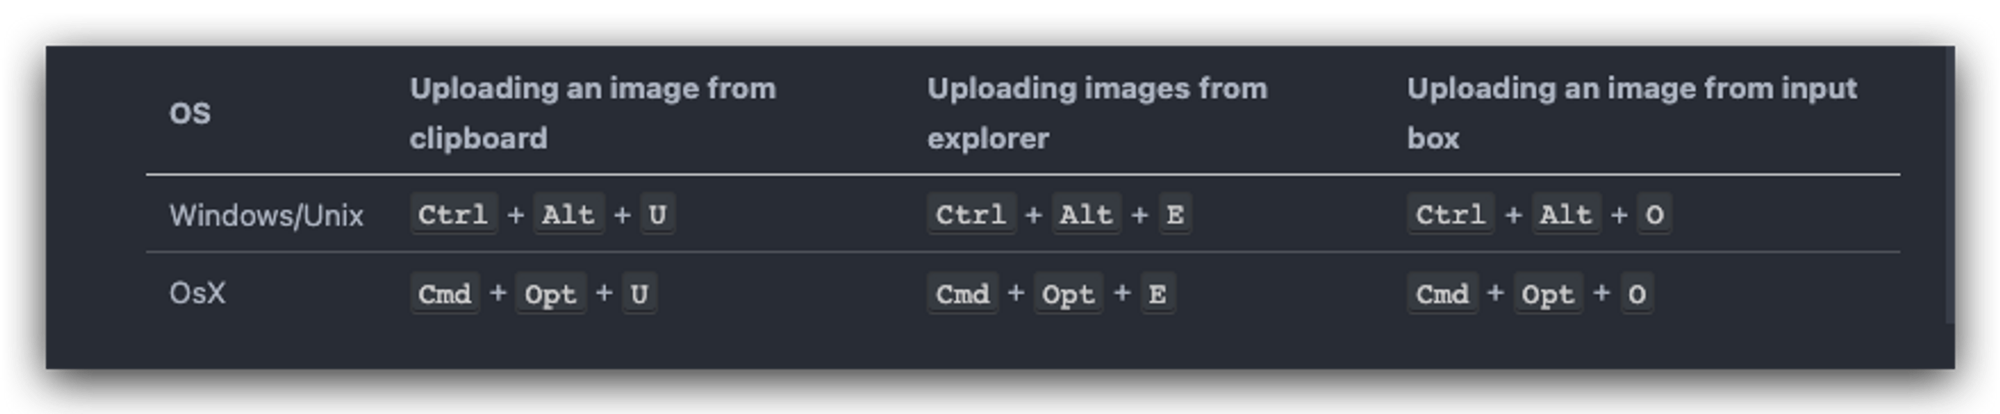 OS
Uploading an image from
clipboard
Uploading images from
explorer
Uploading an image from input
box
Windows/Unix
Ctrl + Alt + U
Ctrl + Alt + E
Ctrl + Alt + O
OsX
Cmd + Opt + U
Cmd + Opt + E
Cmd + Opt + O